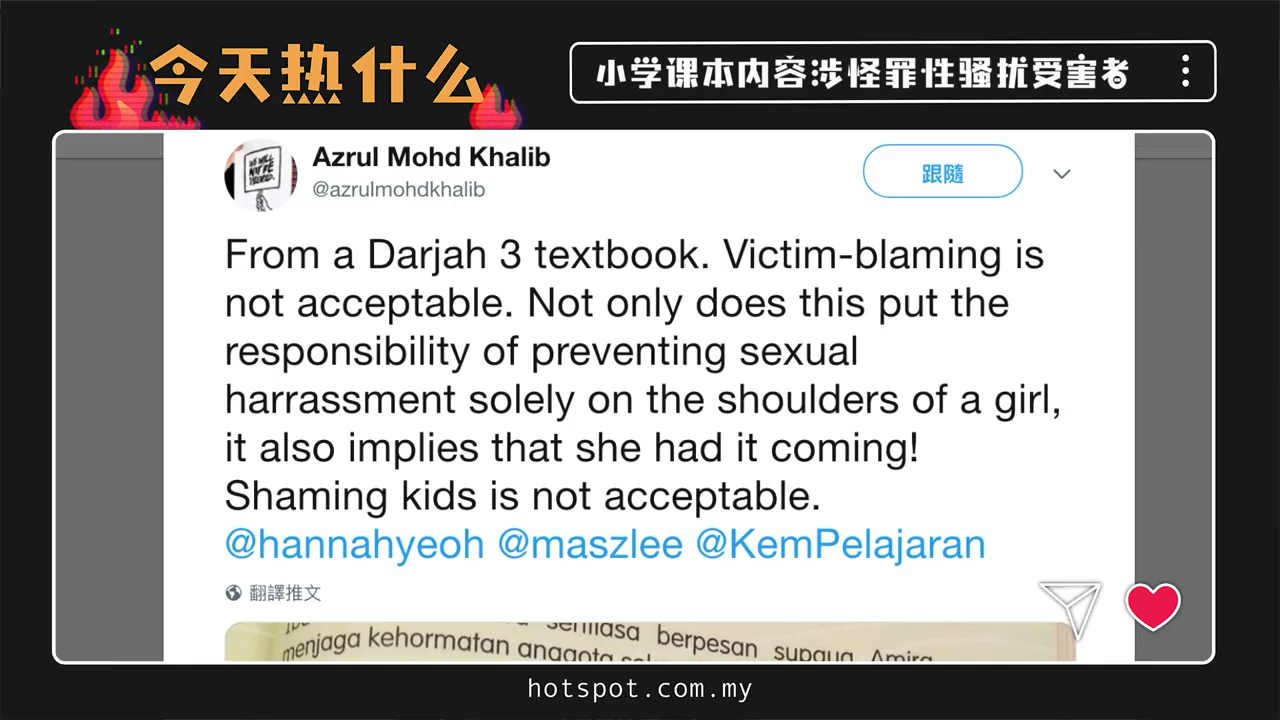 今天热什么
小学课本内容涉怪罪性骚扰受害者
Azrul Mohd Khalib
@azrulmohdkhalib
跟隨
From a Darjah 3 textbook. Victim-blaming is
not acceptable. Not only does this put the
responsibility of preventing sexual
harrassment solely on the shoulders of a girl,
it also implies that she had it coming!
Shaming kids is not acceptable.
@hannahyeoh @maszlee @KemPelajaran
翻譯推文
berpesan supaya Amira
menjaga kehormatan anggota
hotspot.com.my